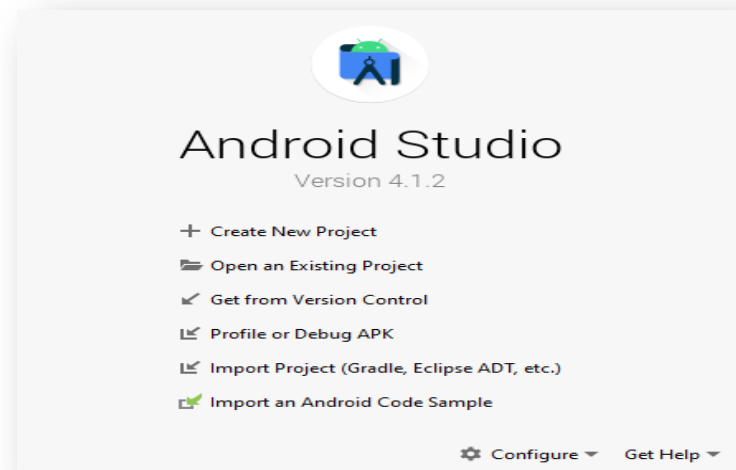 Android Studio
Version 4.1.2
Create New Project
Open an Existing Project
Get from Version Control
Profile or Debug APK
Import Project (Gradle, Eclipse ADT, etc.)
Import an Android Code Sample
Configure Get Help